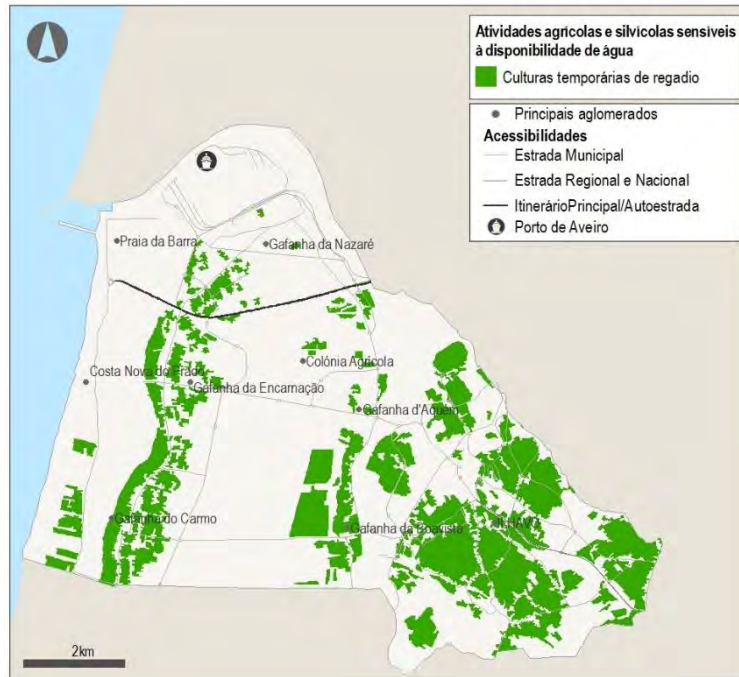 Atividades agrícolas e silvícolas sensíveis
à disponibilidade de água
Culturas temporárias de regadio
Principais aglomerados
Acessibilidades
Estrada Municipal
Estrada Regional e Nacional
ItinerárioPrincipal/Autoestrada
Porto de Aveiro
Praia da Barra
Gafanha da Nazaré
Colónia Agrícola
Costa Nova do Prado
Gafanha da Encarnação
Gafanha d'Aquém
Gafanha do Carmo
Gafanha da Boavista
ÍLHAVO
2km